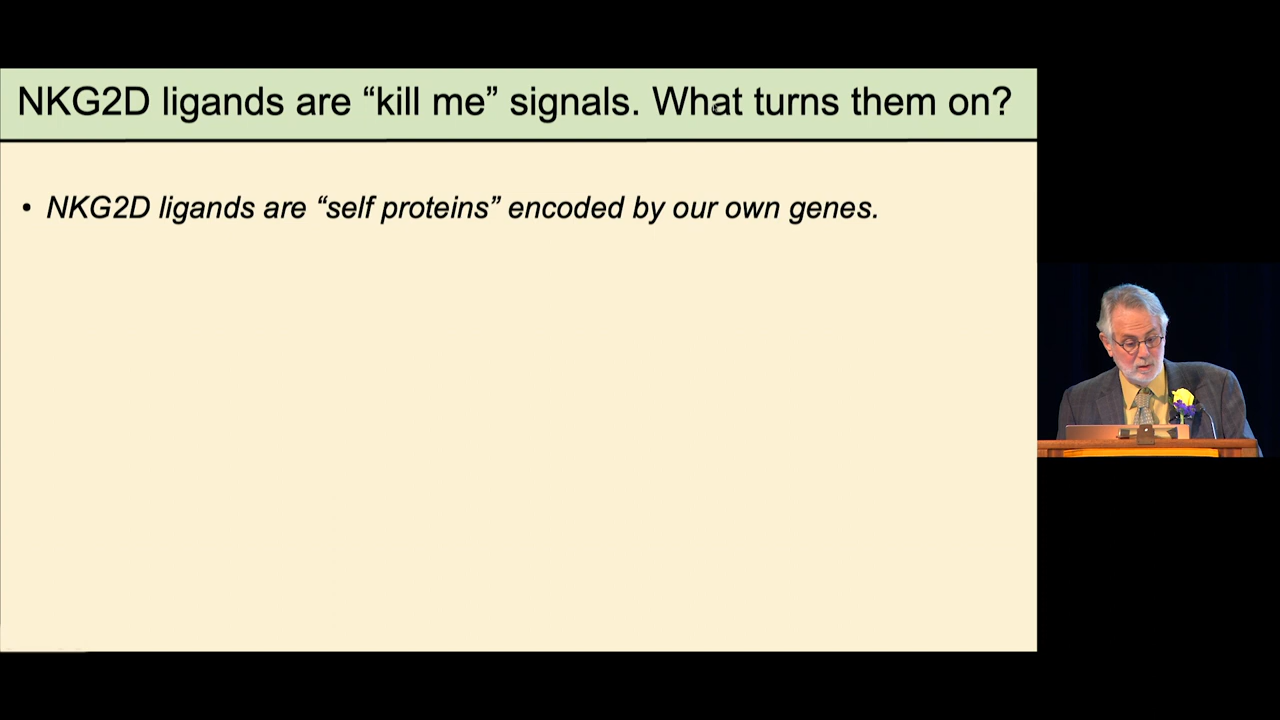 NKG2D ligands are “kill me” signals. What turns them on?
• NKG2D ligands are “self proteins” encoded by our own genes.